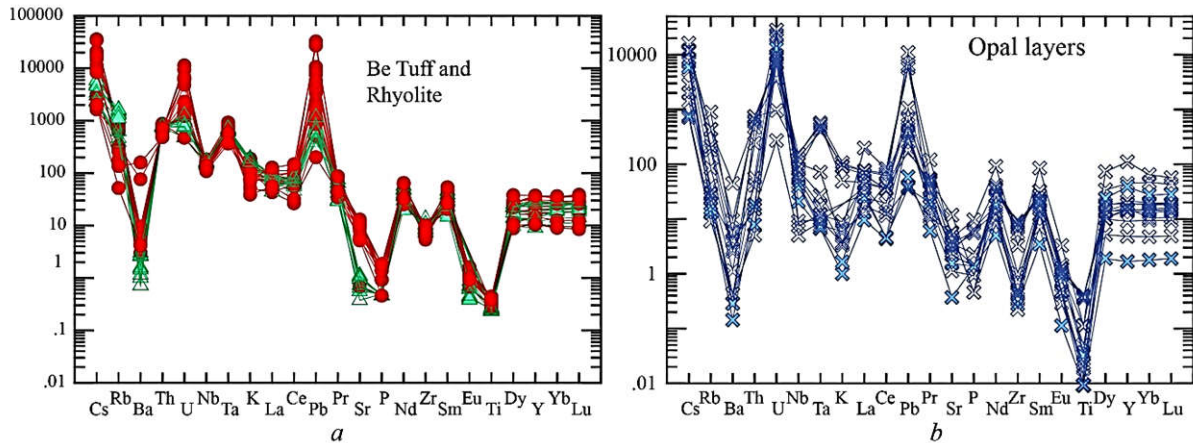 100000
10000
1000
100
10
1
.1
.01
Be Tuff and
Rhyolite
Cs Rb Ba Th U Nb Ta K La Ce Pb Pr Sr P Nd Zr Sm Eu Ti Dy Y Yb Lu
a
10000
100
1
.01
Opal layers
Cs Rb Ba Th U Nb Ta K La Ce Pb Pr Sr P Nd Zr Sm Eu Ti Dy Y Yb Lu
b